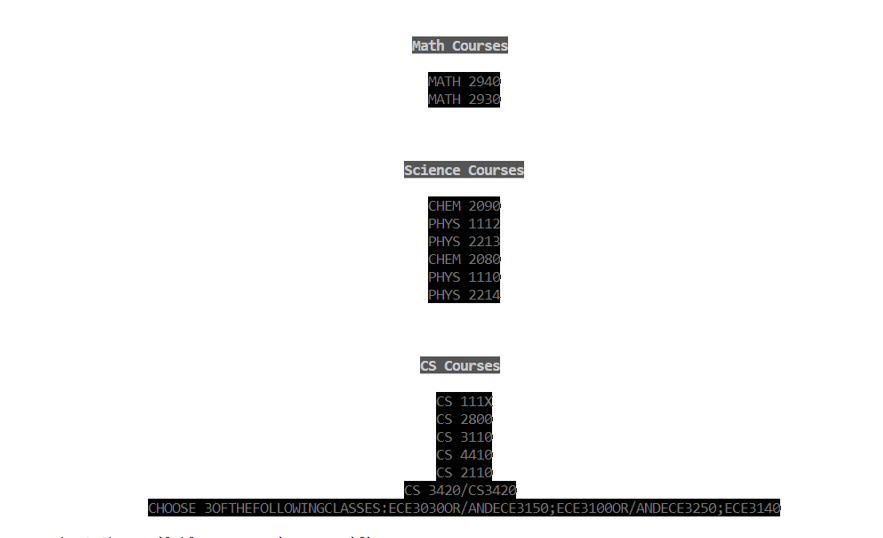 Math Courses
MATH 2940
MATH 2930
Science Courses
CHEM 2090
PHYS 1112
PHYS 2213
CHEM 2080
PHYS 1110
PHYS 2214
CS Courses
CS 111X
CS 2800
CS 3110
CS 4410
CS 2110
CS 3420/CS3420
CHOOSE 3OFTHEFOLLOWINGCLASSES:ECE3030OR/ANDECE3150;ECE3100OR/ANDECE3250;ECE3140